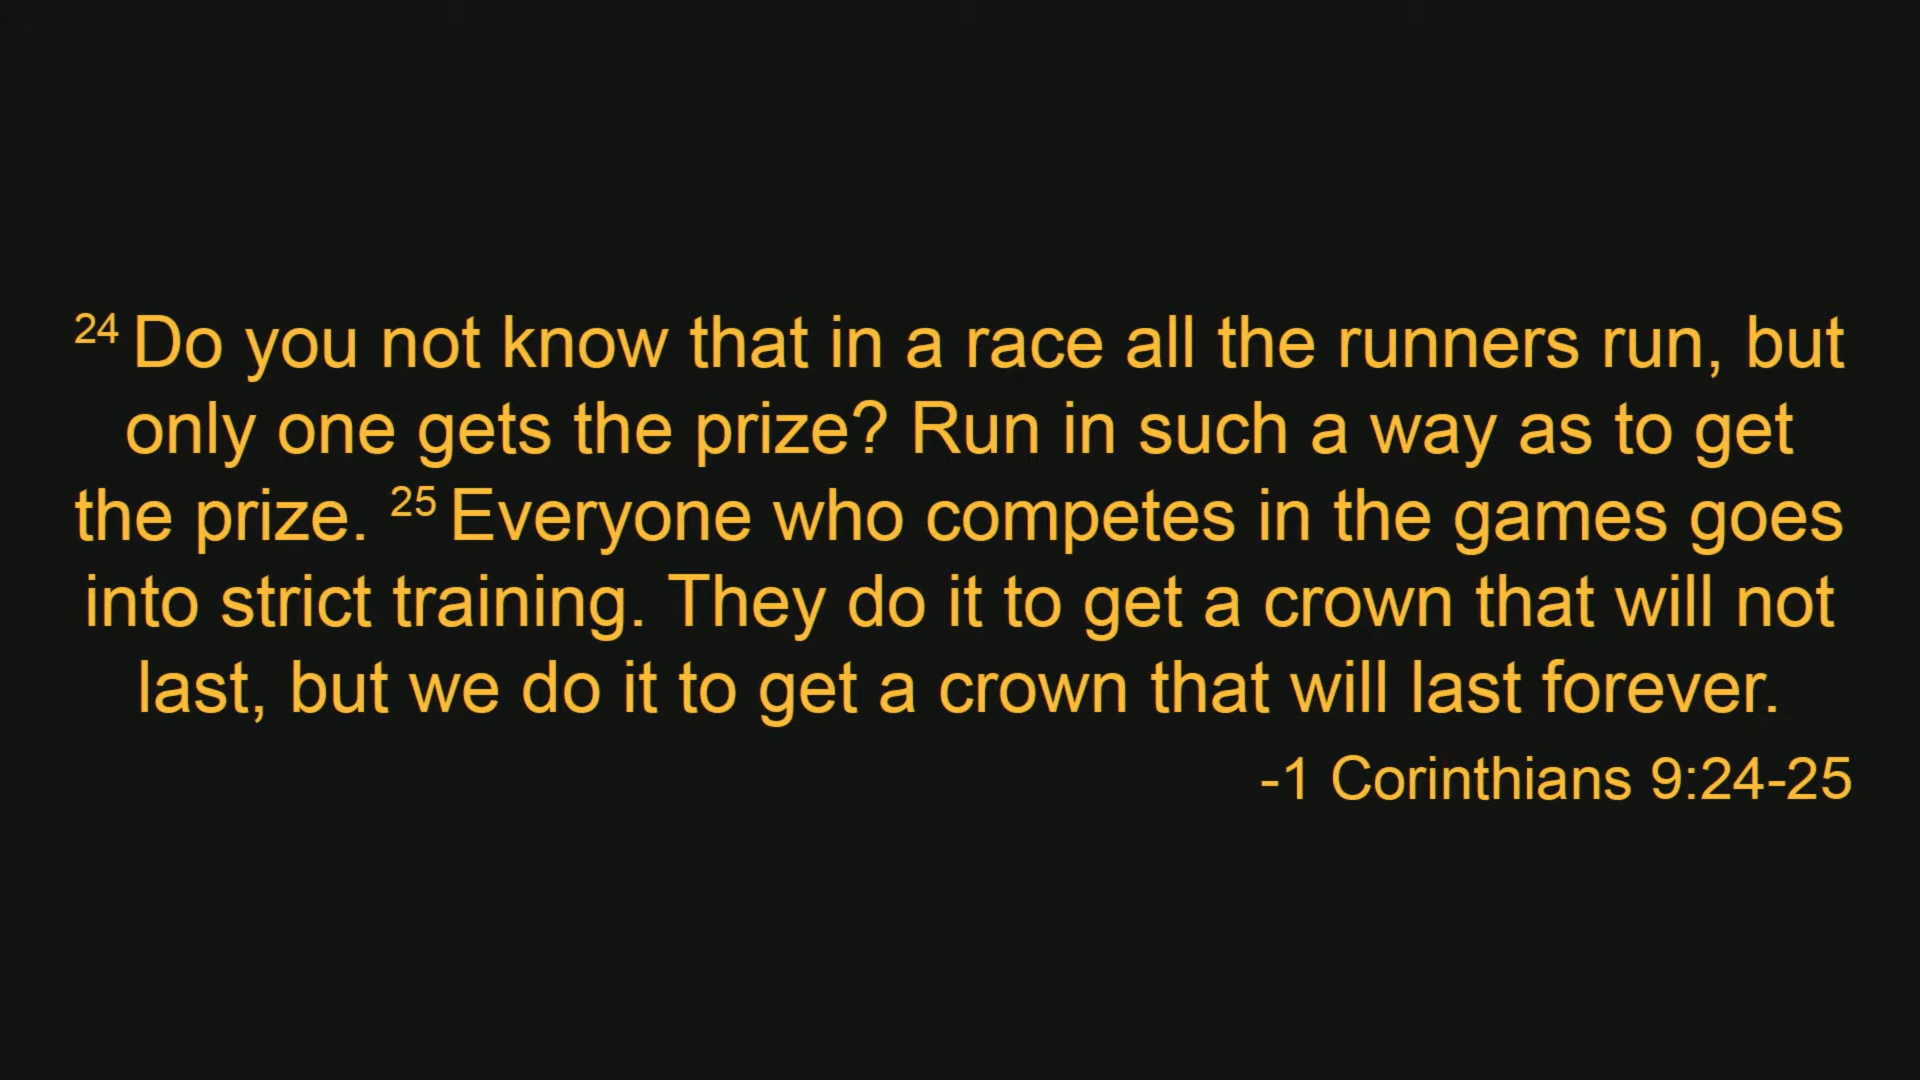 ²⁴ Do you not know that in a race all the runners run, but
only one gets the prize? Run in such a way as to get
the prize. ²⁵ Everyone who competes in the games goes
into strict training. They do it to get a crown that will not
last, but we do it to get a crown that will last forever.
-1 Corinthians 9:24-25